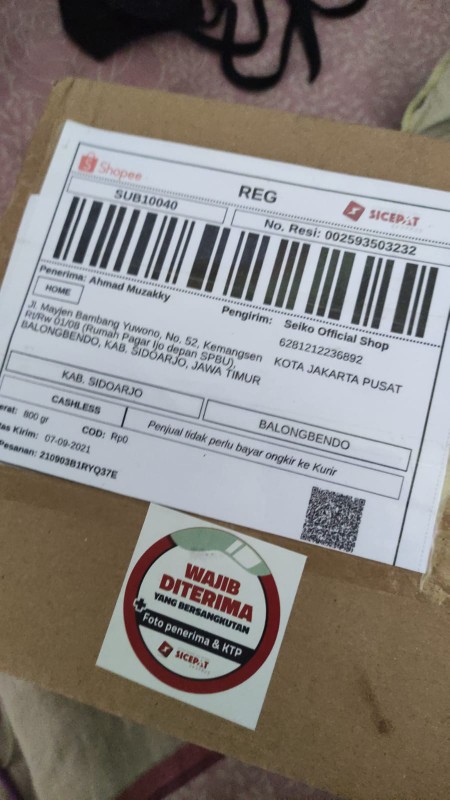 Shopee
REG
SICEPAT
SUB10040
No. Resi: 002593503232
Penerima: Ahmad Muzakky
HOME
Pengirim: Seiko Official Shop
6281212236892
KOTA JAKARTA PUSAT
Jl. Mayjen Bambang Yuwono, No. 52, Kemangsen
Rt/Rw 01/08 (Rumah Pagar Ijo depan SPBU),
BALONGBENDO, KAB. SIDOARJO, JAWA TIMUR
KAB. SIDOARJO
BALONGBENDO
CASHLESS
Penjual tidak perlu bayar ongkir ke Kurir
erat: 800 gr
COD: Rp0
tas Kirim: 07-09-2021
Pesanan: 210903B1RYQ37E
WAJIB
DITERIMA
YANG BERSANGKUTAN
+
Foto penerima & KTP
SICEPAT